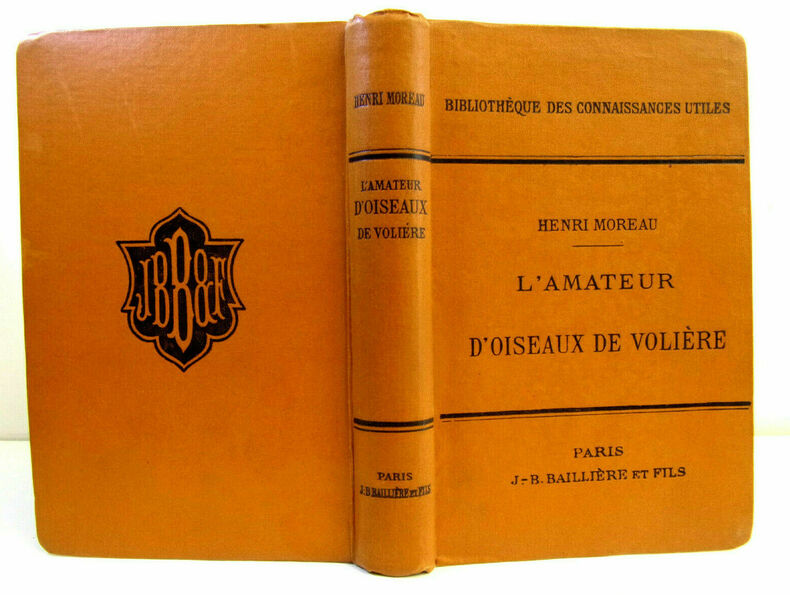 JBB&F
HENRI MOREAU
L'AMATEUR
D'OISEAUX
DE VOLIÉRE
PARIS
J-B. BAILLIÈRE ET FILS
BIBLIOTHÈQUE DES CONNAISSANCES UTILES
HENRI MOREAU
L'AMATEUR
D'OISEAUX DE VOLIÈRE
PARIS
J.-B. BAILLIÈRE ET FILS